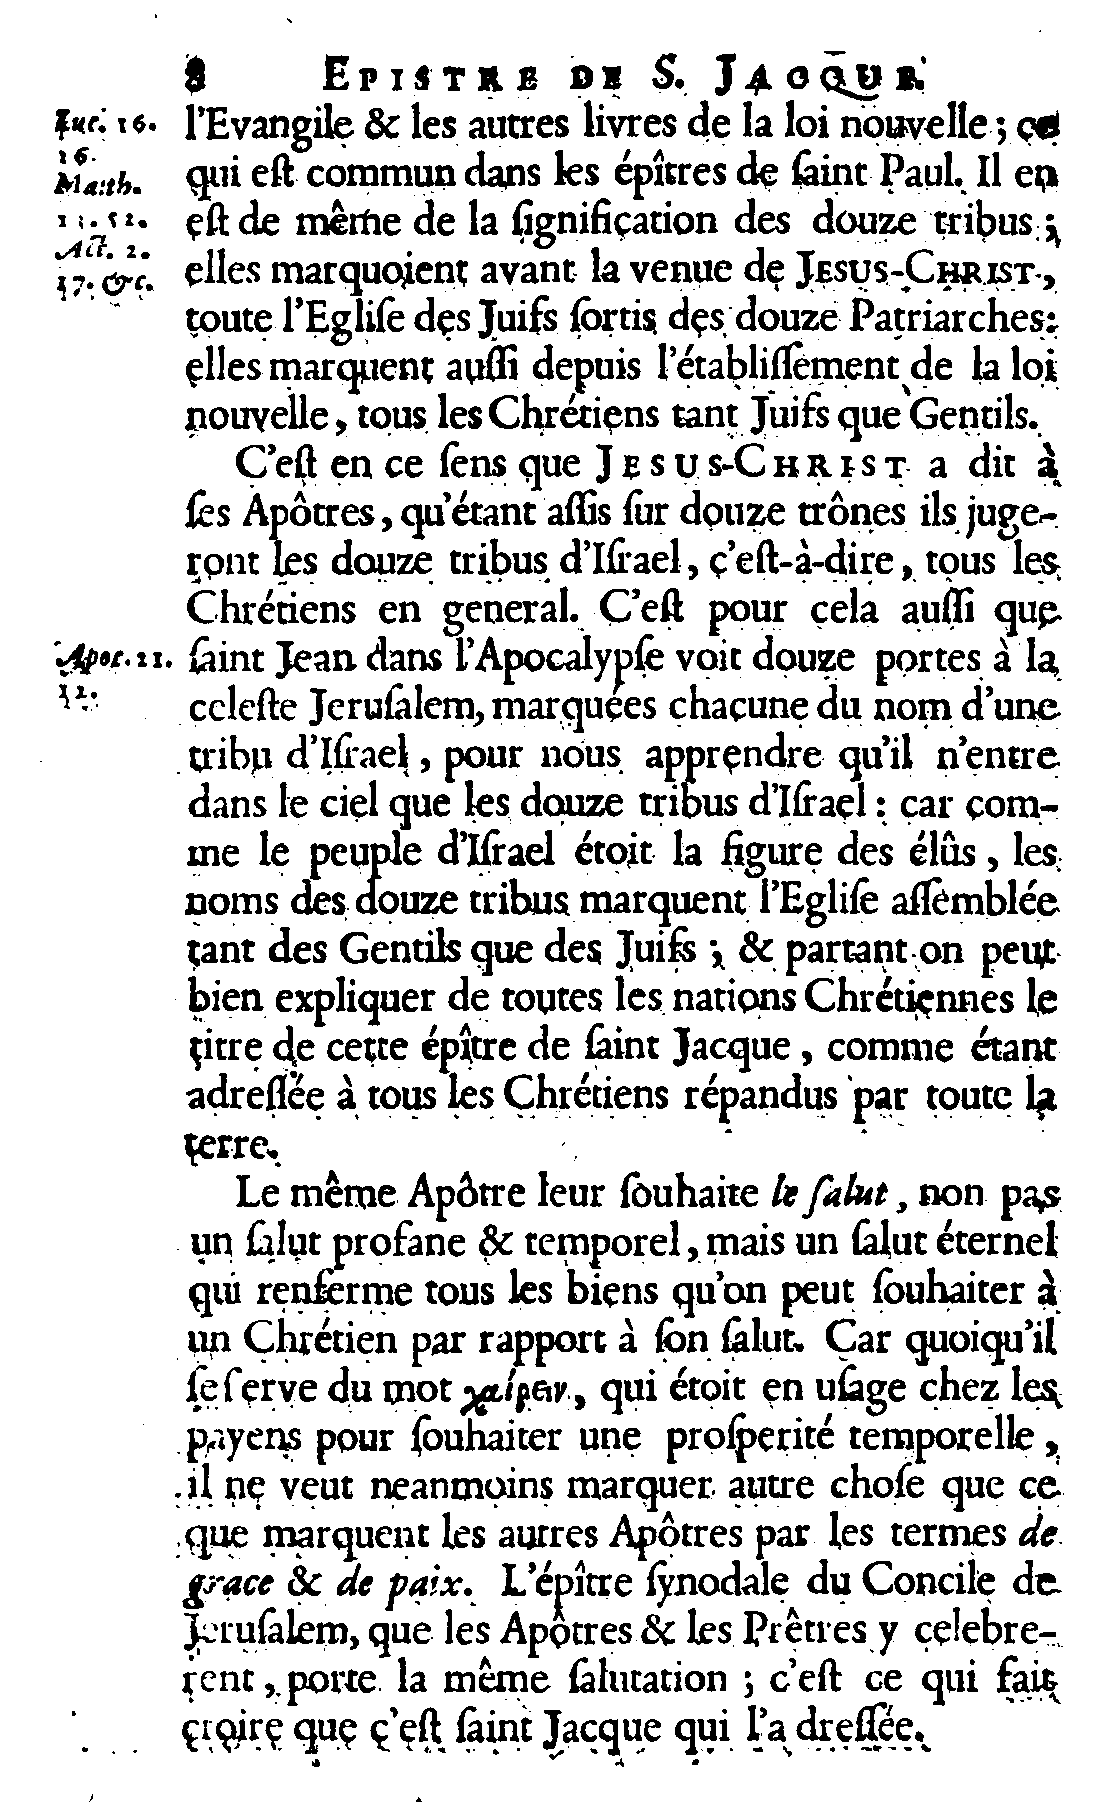 8 EPISTRE DE S. JACQUE.
Luc. 16.
16.
Matth.
11. 52.
Act. 2.
17. &c.
l'Evangile & les autres livres de la loi nouvelle ; ce
qui eſt commun dans les épîtres de ſaint Paul. Il en
eſt de même de la ſignification des douze tribus ;
elles marquoient avant la venue de JESUS-CHRIST,
toute l'Egliſe des Juifs ſortis des douze Patriarches:
elles marquent auſſi depuis l'établiſſement de la loi
nouvelle, tous les Chrétiens tant Juifs que Gentils.
C'eſt en ce ſens que JESUS-CHRIST a dit à
ſes Apôtres, qu'étant aſſis ſur douze trônes ils juge-
ront les douze tribus d'Iſrael, c'eſt-à-dire, tous les
Chrétiens en general. C'eſt pour cela auſſi que
Apoc. 21.
12.
ſaint Jean dans l'Apocalypſe voit douze portes à la
celeſte Jeruſalem, marquées chacune du nom d'une
tribu d'Iſrael, pour nous apprendre qu'il n'entre
dans le ciel que les douze tribus d'Iſrael : car com-
me le peuple d'Iſrael étoit la figure des élûs, les
noms des douze tribus marquent l'Egliſe aſſemblée
tant des Gentils que des Juifs ; & partant on peut
bien expliquer de toutes les nations Chrétiennes le
titre de cette épître de ſaint Jacque, comme étant
adreſſée à tous les Chrétiens répandus par toute la
terre.
Le même Apôtre leur ſouhaite le ſalut, non pas
un ſalut profane & temporel, mais un ſalut éternel
qui renferme tous les biens qu'on peut ſouhaiter à
un Chrétien par rapport à ſon ſalut. Car quoiqu'il
ſe ſerve du mot χαίρειν, qui étoit en uſage chez les
payens pour ſouhaiter une proſperité temporelle,
il ne veut neanmoins marquer autre choſe que ce
que marquent les autres Apôtres par les termes de
grace & de paix. L'épître ſynodale du Concile de
Jeruſalem, que les Apôtres & les Prêtres y celebre-
rent, porte la même ſalutation ; c'eſt ce qui fait
croire que c'eſt ſaint Jacque qui l'a dreſſée.